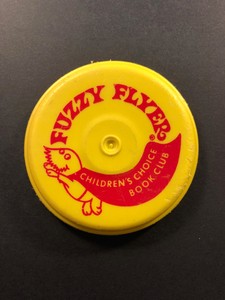 FUZZY FLYER
CHILDREN'S CHOICE
BOOK CLUB